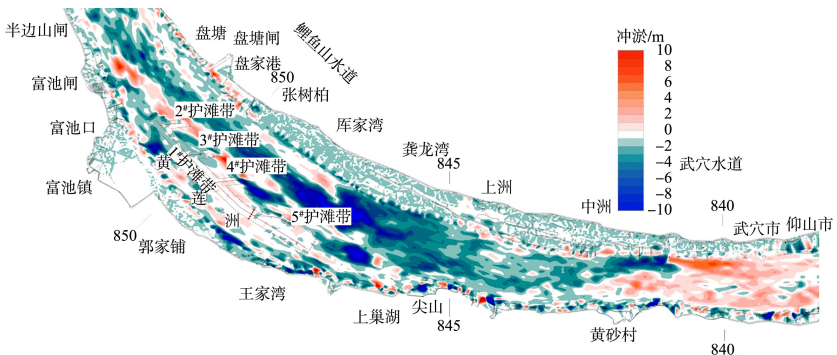 半边山闸
盘塘
盘塘闸
盘家港
鲤鱼山水道
850
张树柏
富池闸
富池口
富池镇
2#护滩带
3#护滩带
4#护滩带
1#护滩带
5#护滩带
黄
莲
洲
厍家湾
龚龙湾
845
上洲
中洲
武穴水道
840
武穴市
仰山市
850
郭家铺
王家湾
上巢湖
尖山
845
黄砂村
840
冲淤/m
10
8
6
4
2
0
-2
-4
-6
-8
-10